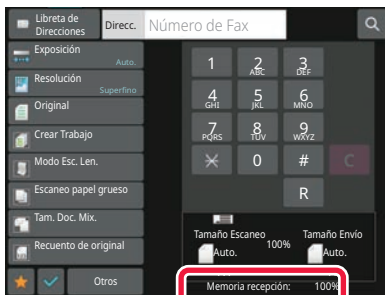 Libreta de
Direcciones
Direcc.
Número de Fax
Exposición
Auto.
Resolución
Superfino
Original
Crear Trabajo
Modo Esc. Len.
Escaneo papel
grueso
Tam. Doc. Mix.
Recuento de
original
Otros
1
2 ABC
3 DEF
4 GHI
5 JKL
6 MNO
7 PQRS
8 TUV
9 WXYZ
0
#
C
R
Tamaño Escaneo
100%
Tamaño Envío
Auto.
Auto.
Memoria recepción: 100%